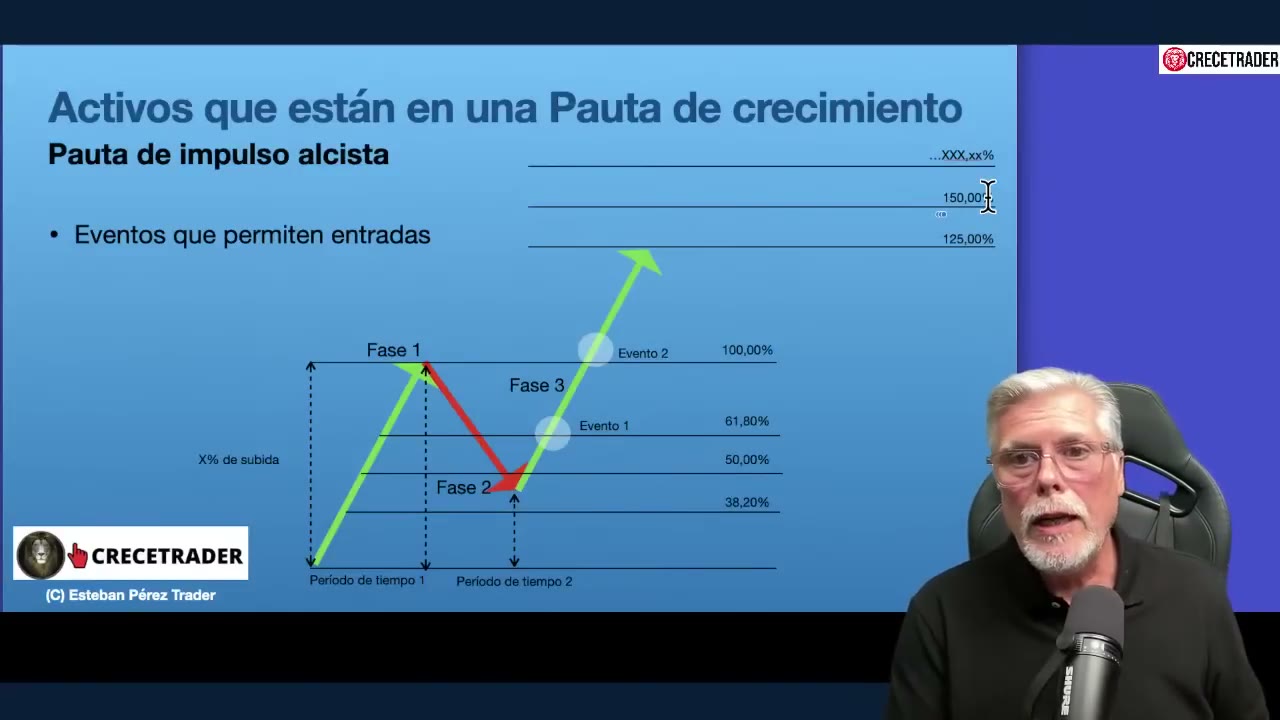 CRECETRADER
Activos que están en una Pauta de crecimiento
Pauta de impulso alcista
...XXX,xx%
150,00%
• Eventos que permiten entradas
125,00%
Fase 1
Evento 2
100,00%
Fase 3
Evento 1
61,80%
X% de subida
50,00%
Fase 2
38,20%
CRECETRADER
Período de tiempo 1
Período de tiempo 2
(C) Esteban Pérez Trader
SHURE